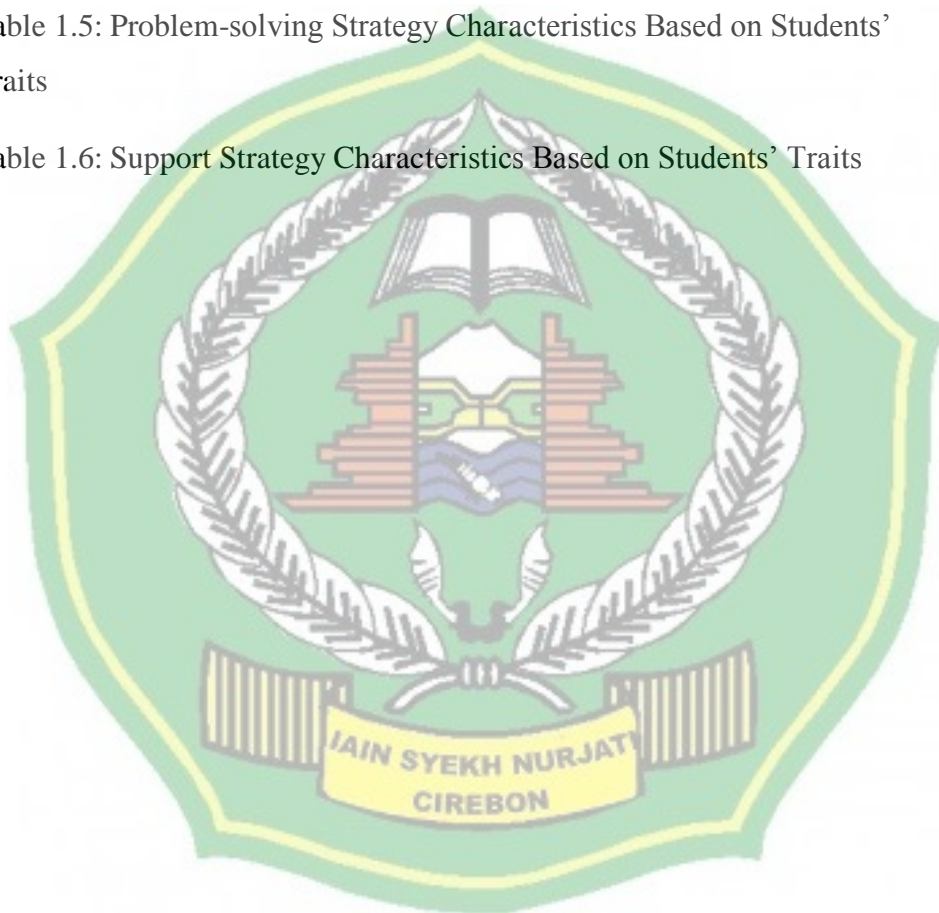 able 1.5: Problem-solving Strategy Characteristics Based on Students’
raits
able 1.6: Support Strategy Characteristics Based on Students’ Traits
IAIN SYEKH NURJATI
CIREBON